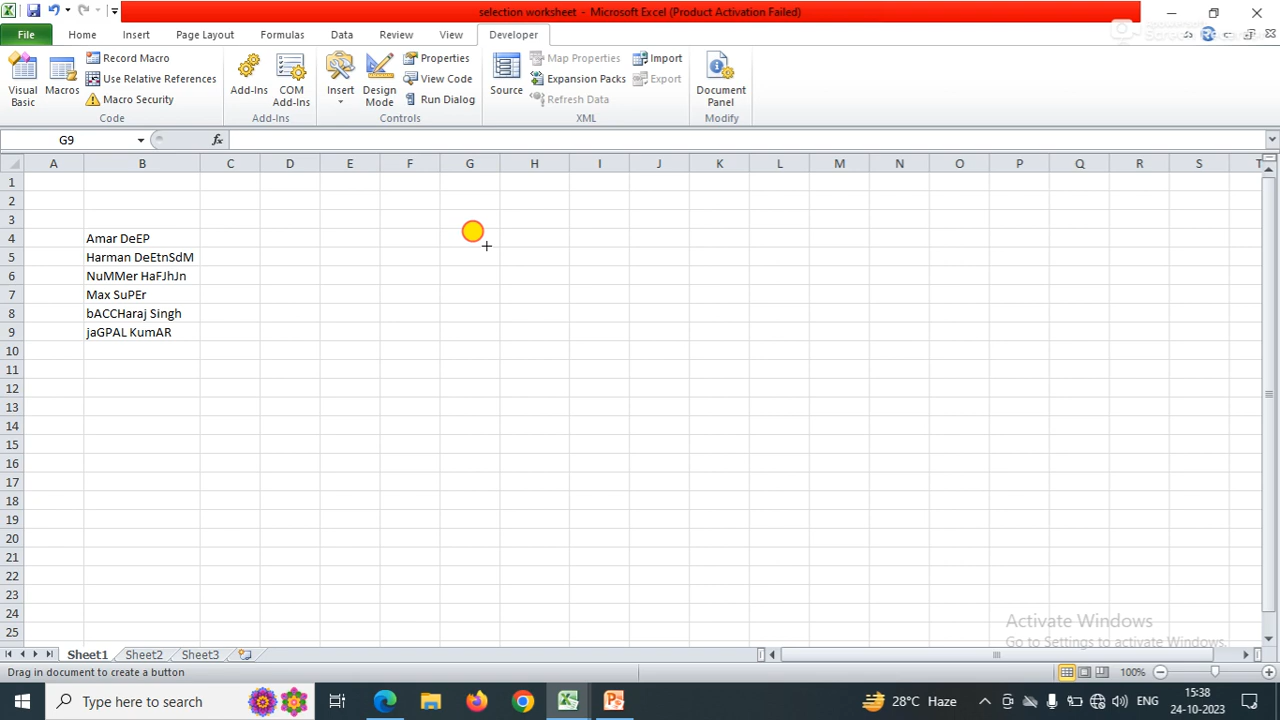 selection worksheet - Microsoft Excel (Product Activation Failed)
File Home Insert Page Layout Formulas Data Review View Developer
Visual Basic
Macros
Record Macro
Use Relative References
Macro Security
Code
Add-Ins
COM Add-Ins
Add-Ins
Insert
Design Mode
Properties
View Code
Run Dialog
Controls
Source
Map Properties
Expansion Packs
Refresh Data
Import
Export
XML
Document Panel
Modify
G9
fx
A B C D E F G H I J K L M N O P Q R S T
1
2
3
4 Amar DeEP
5 Harman DeEtnSdM
6 NuMMer HaFJhJn
7 Max SuPEr
8 bACCHaraj Singh
9 jaGPAL KumAR
10
11
12
13
14
15
16
17
18
19
20
21
22
23
24
25
Activate Windows
Go to Settings to activate Windows.
Sheet1 Sheet2 Sheet3
Drag in document to create a button
100%
Type here to search
28°C Haze
ENG
15:38
24-10-2023